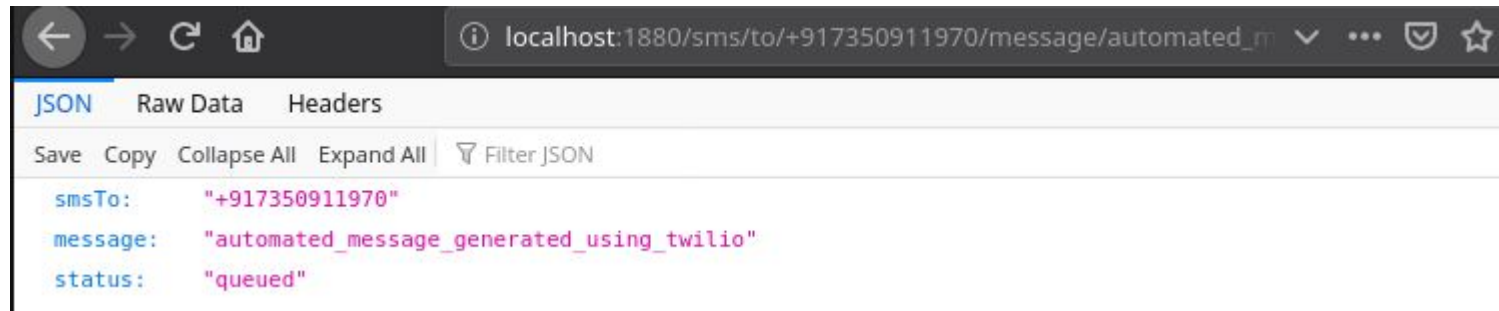 localhost:1880/sms/to/+917350911970/message/automated_m
JSON Raw Data Headers
Save Copy Collapse All Expand All Filter JSON
smsTo: "+917350911970"
message: "automated_message_generated_using_twilio"
status: "queued"